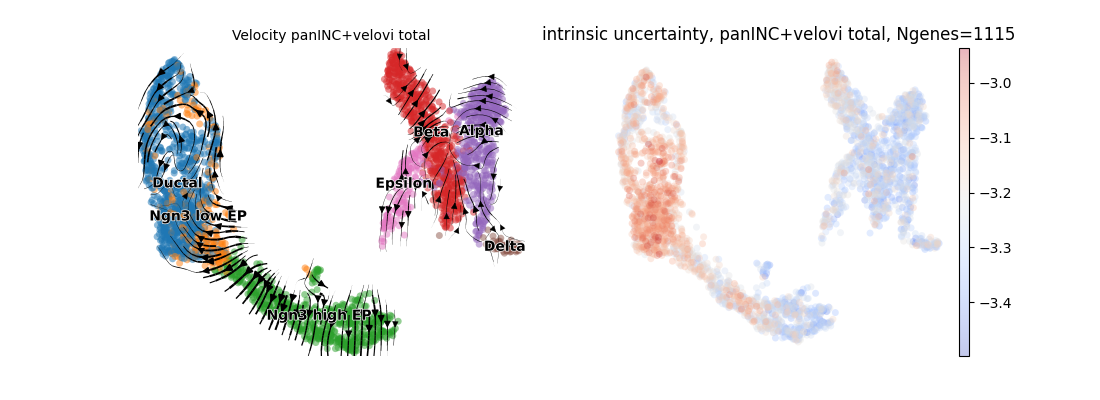 Velocity panINC+velovi total
Beta
Alpha
Ductal
Epsilon
Ngn3 low EP
Delta
Ngn3 high EP
intrinsic uncertainty, panINC+velovi total, Ngenes=1115
−3.0
−3.1
−3.2
−3.3
−3.4